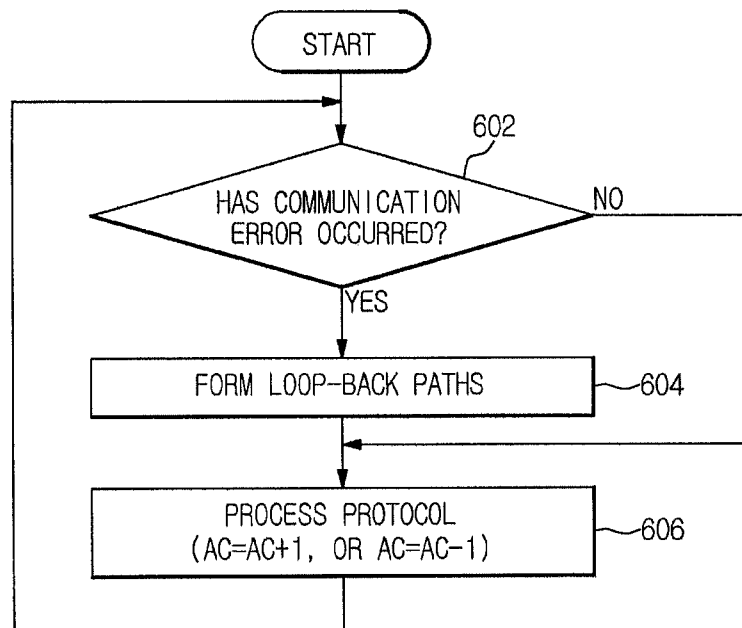 START
602
HAS COMMUNICATION
ERROR OCCURRED?
NO
YES
FORM LOOP-BACK PATHS
604
PROCESS PROTOCOL
(AC=AC+1, OR AC=AC-1)
606